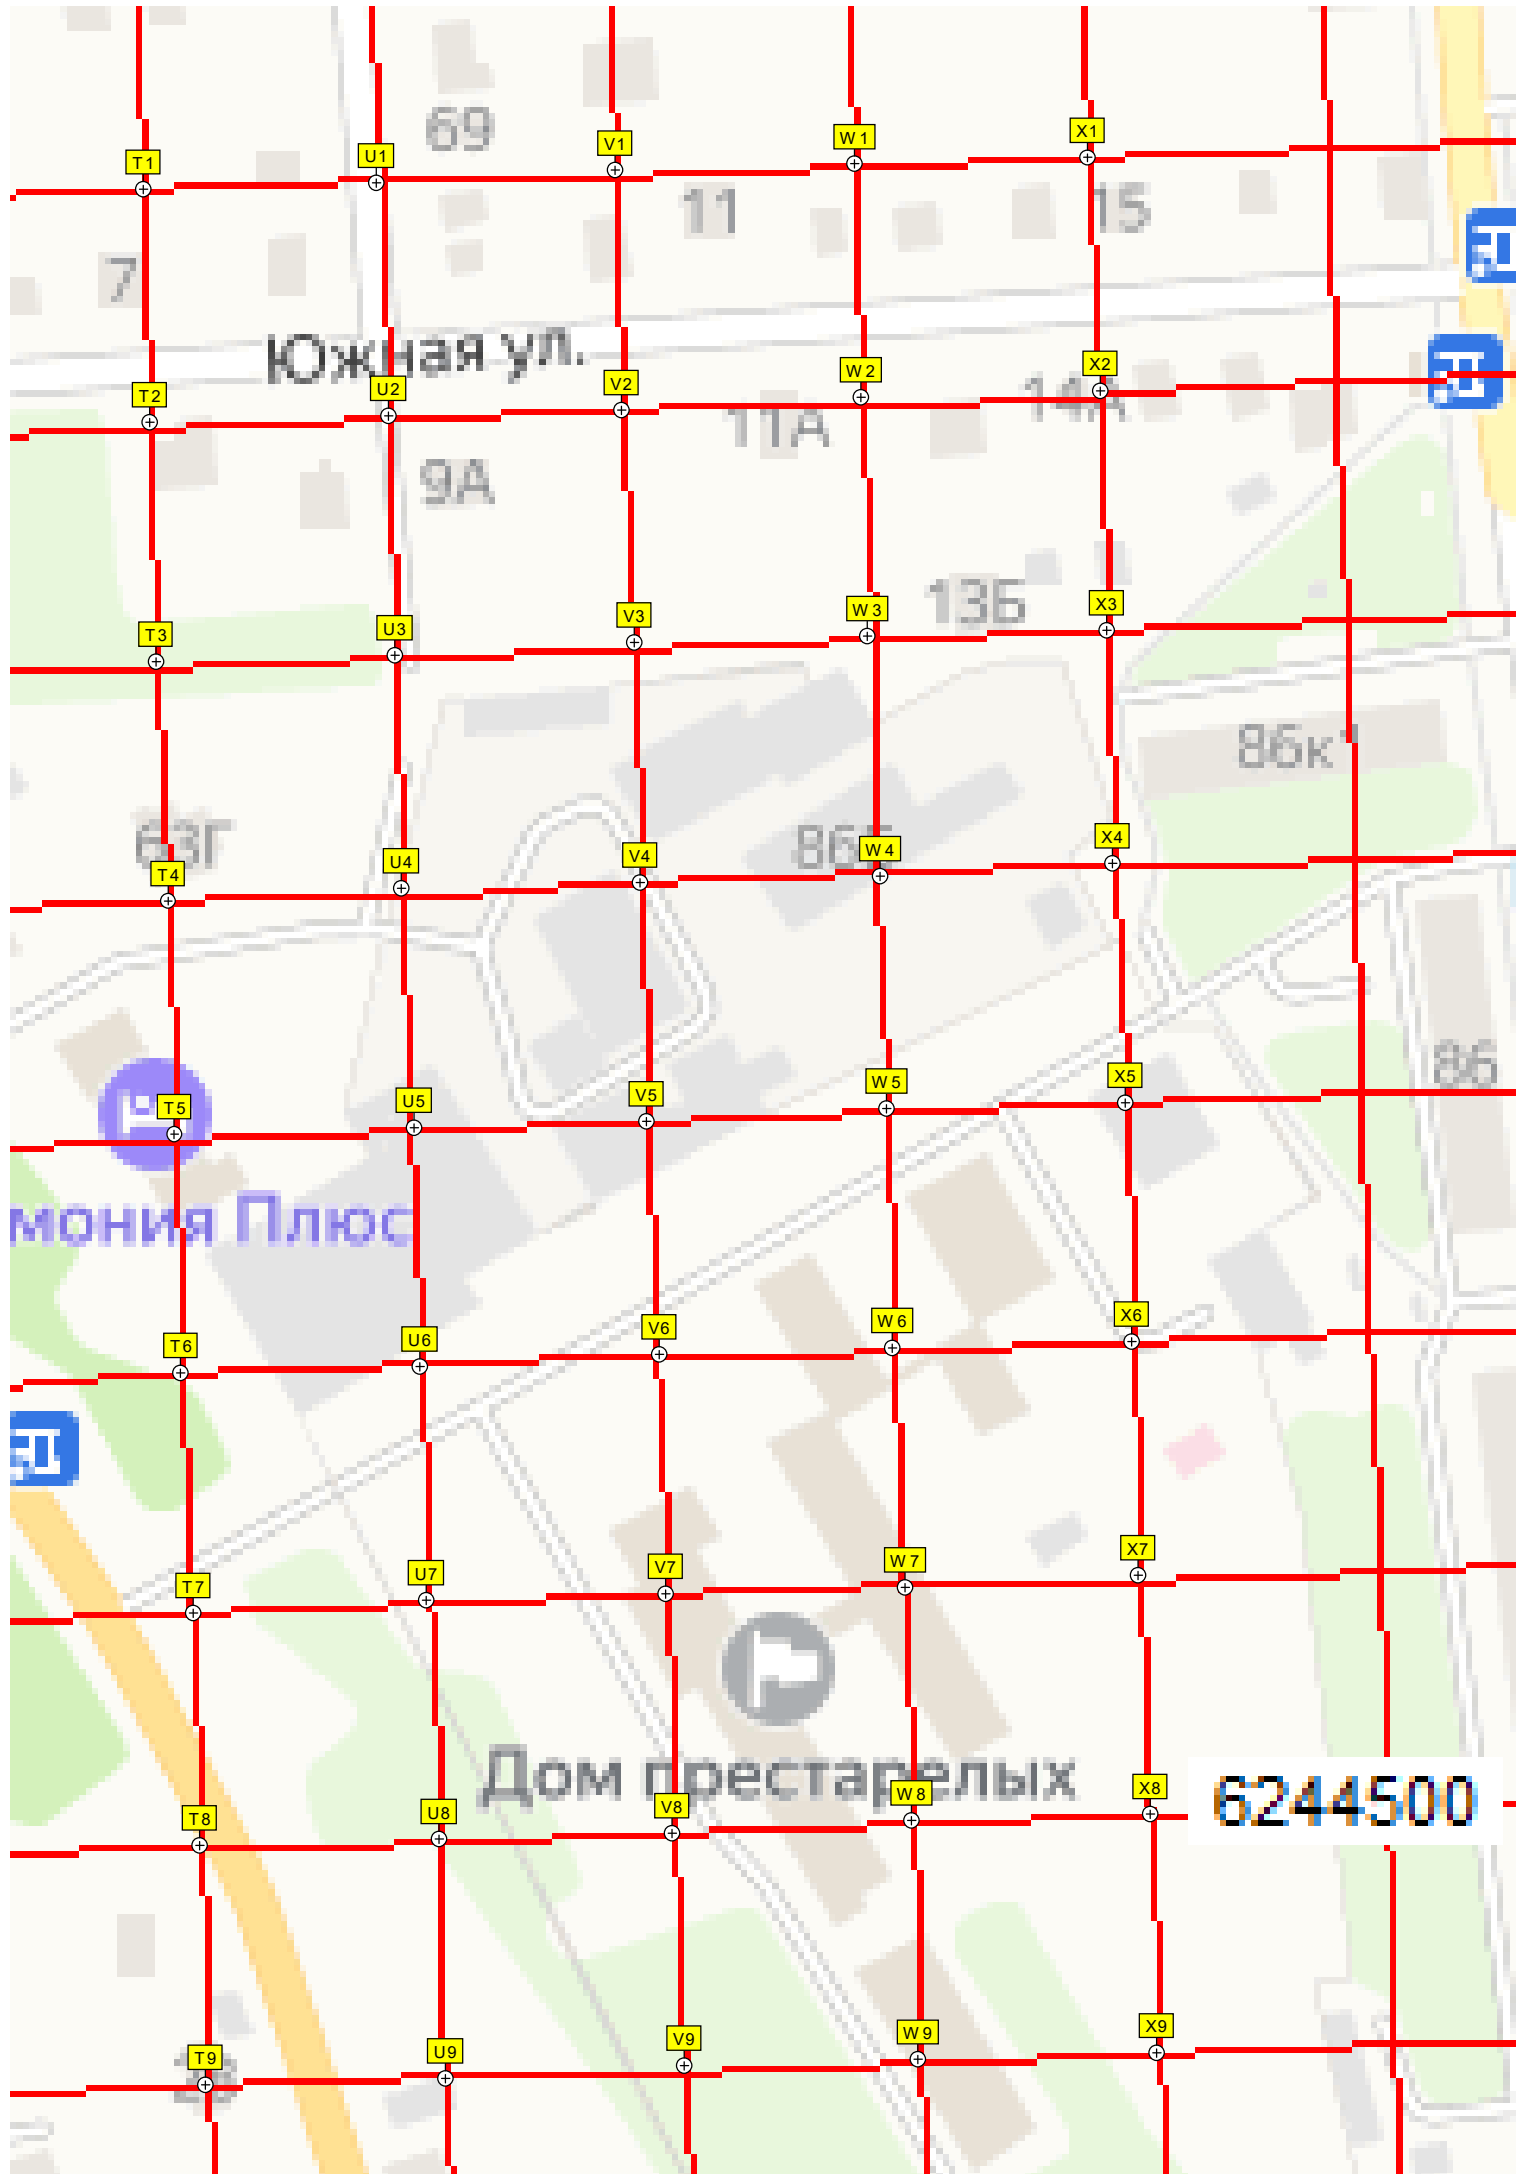 69
T1 U1 V1 W1 X1
11 15
7
Южная ул.
T2 U2 V2 W2 X2
11А 14А
9А
13Б
T3 U3 V3 W3 X3
86к1
63Г
T4 U4 V4 W4 X4
86
T5 U5 V5 W5 X5
мония Плюс
T6 U6 V6 W6 X6
T7 U7 V7 W7 X7
Дом престарелых
6244500
T8 U8 V8 W8 X8
T9 U9 V9 W9 X9